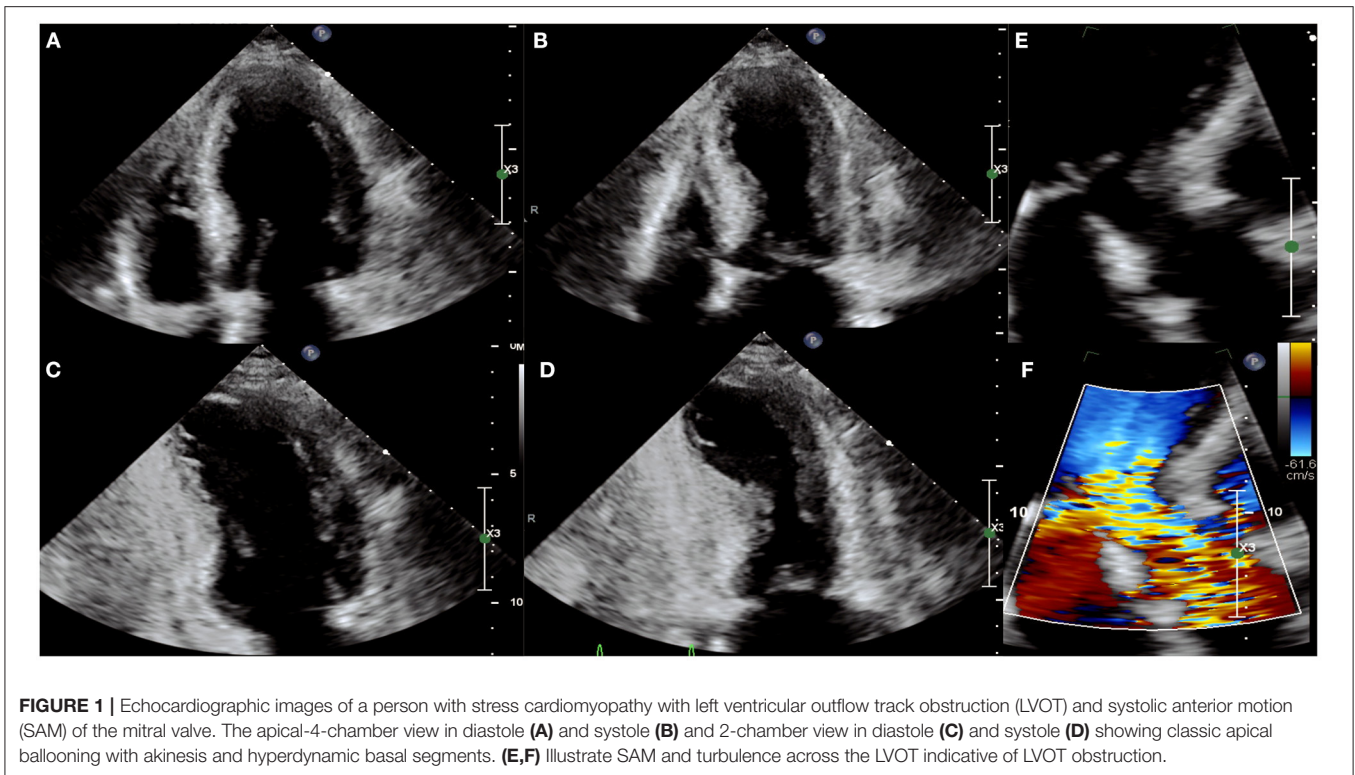 A
B
E
P
P
X3
X3
R
C
D
F
P
P
P
0
M
5
10
R
X3
X3
10
10
X3
-61.6
cm/s
FIGURE 1 | Echocardiographic images of a person with stress cardiomyopathy with left ventricular outflow track obstruction (LVOT) and systolic anterior motion
(SAM) of the mitral valve. The apical-4-chamber view in diastole (A) and systole (B) and 2-chamber view in diastole (C) and systole (D) showing classic apical
ballooning with akinesis and hyperdynamic basal segments. (E,F) Illustrate SAM and turbulence across the LVOT indicative of LVOT obstruction.